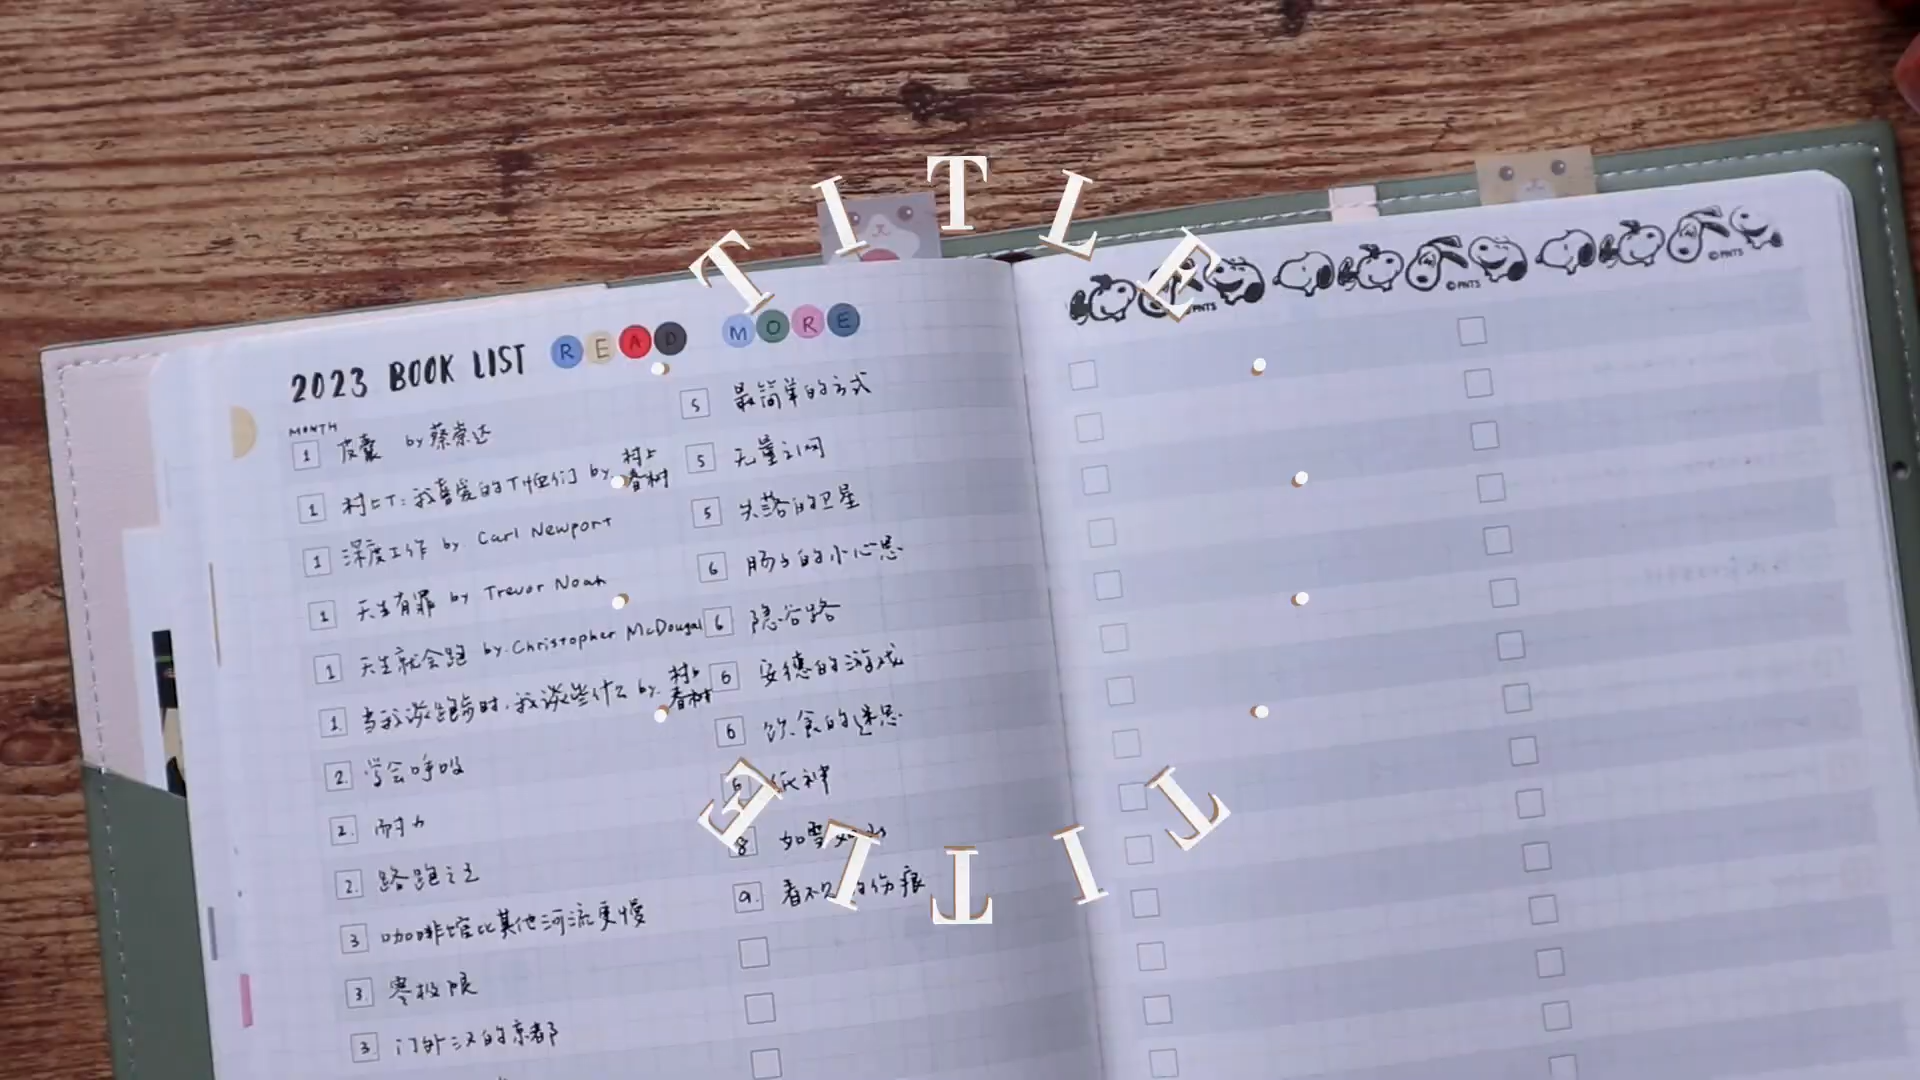 TITLE
2023 BOOK LIST READ MORE
MONTH
1 皮囊 by 蔡崇达
1 村上T:我喜爱的T恤们 by 村上春树
1 深度工作 by Carl Newport
1 天生有罪 by Trevor Noah
1 天生就会跑 by. Christopher McDougal
1. 当我谈跑步时,我谈些什么 by. 村上春树
2. 学会呼吸
2. 耐力
2. 路跑之王
3 咖啡馆比其他河流更慢
3. 零极限
3. 门外汉的京都
5 最简单的方式
5 无量之网
5 失落的卫星
6 肠子的小心思
6 隐谷路
6 安德的游戏
6 饮食的迷思
6
8 如雪如山
9. 看不见的伤痕
©PNTS
©PNTS
©PNTS
TITLE